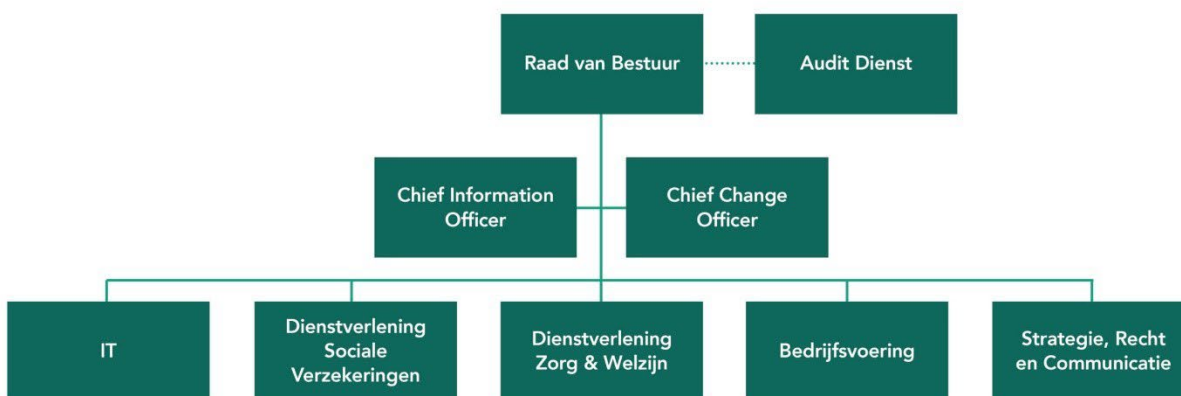 Raad van Bestuur
Audit Dienst
Chief Information
Officer
Chief Change
Officer
IT
Dienstverlening
Sociale
Verzekeringen
Dienstverlening
Zorg & Welzijn
Bedrijfsvoering
Strategie, Recht
en Communicatie